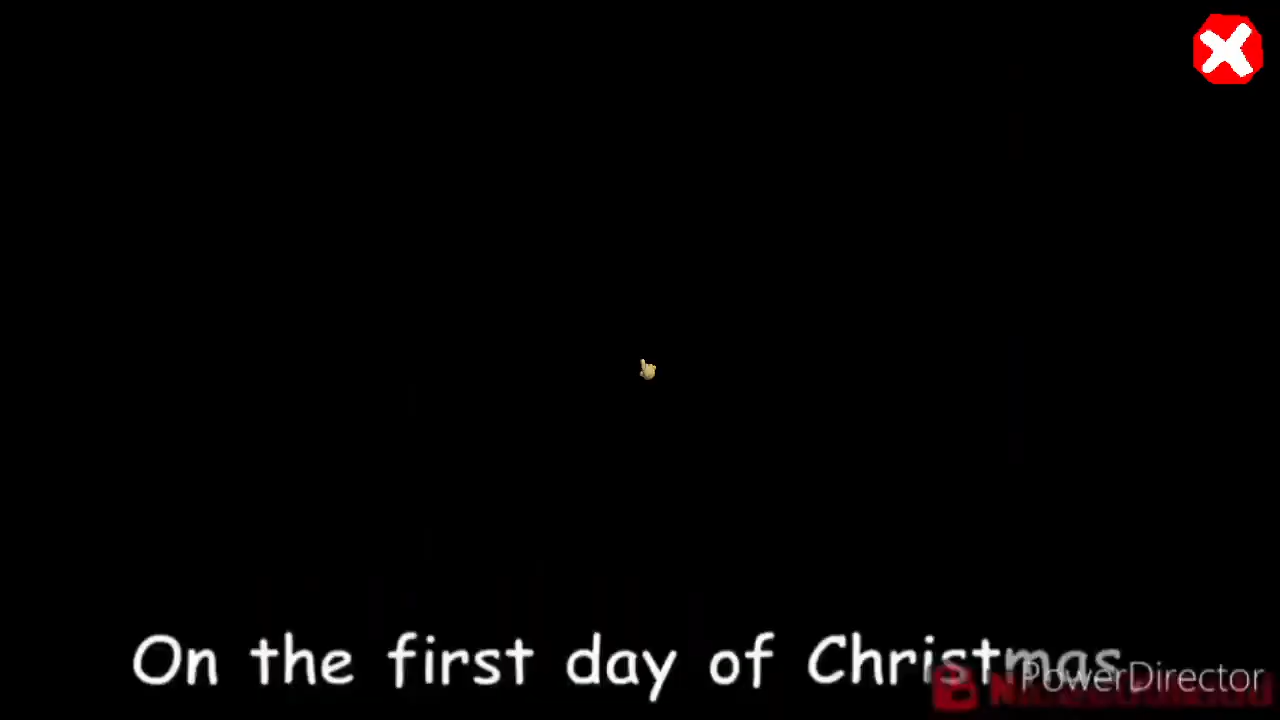 On the first day of Christmas,
PowerDirector